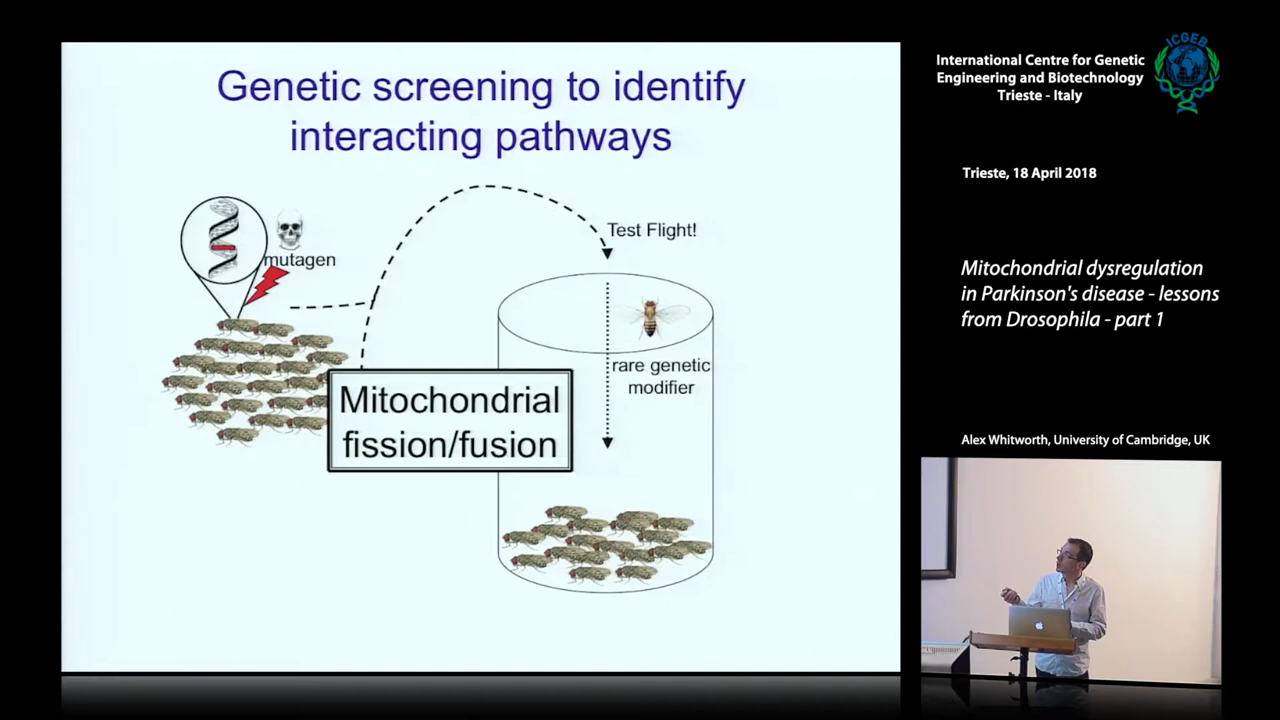 Genetic screening to identify
interacting pathways
mutagen
Test Flight!
rare genetic
modifier
Mitochondrial
fission/fusion
International Centre for Genetic
Engineering and Biotechnology
Trieste - Italy
ICGEB
Trieste, 18 April 2018
Mitochondrial dysregulation
in Parkinson's disease - lessons
from Drosophila - part 1
Alex Whitworth, University of Cambridge, UK